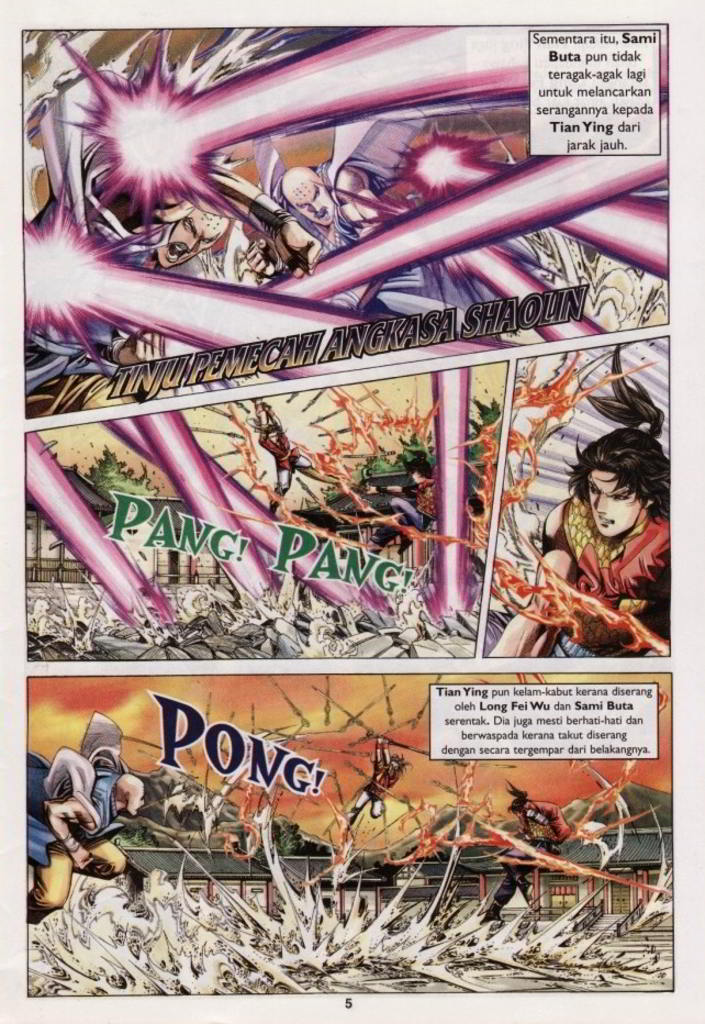 Sementara itu, Sami
Buta pun tidak
teragak-agak lagi
untuk melancarkan
serangannya kepada
Tian Ying dari
jarak jauh.
TINJU PEMECAH ANGKASA SHAOLIN
PANG! PANG!
Tian Ying pun kelam-kabut kerana diserang
oleh Long Fei Wu dan Sami Buta
serentak. Dia juga mesti berhati-hati dan
berwaspada kerana takut diserang
dengan secara tergempar dari belakangnya.
PONG!
5